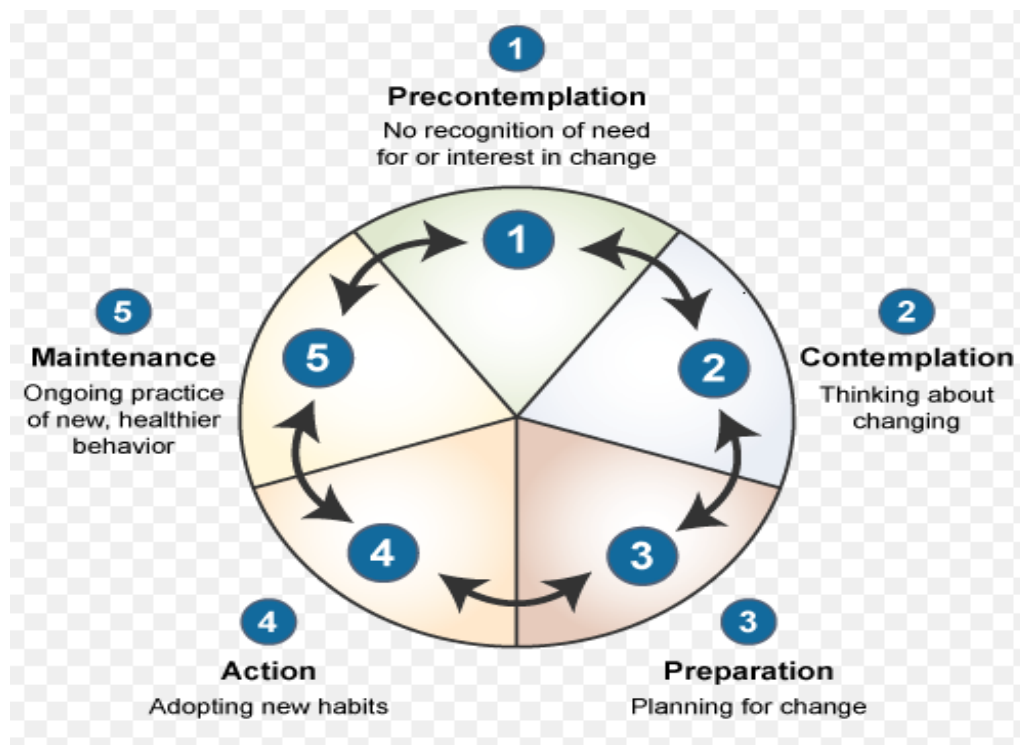 1
Precontemplation
No recognition of need
for or interest in change
1
5
Maintenance
Ongoing practice
of new, healthier
behavior
5
2
2
Contemplation
Thinking about
changing
4
3
4
Action
Adopting new habits
3
Preparation
Planning for change